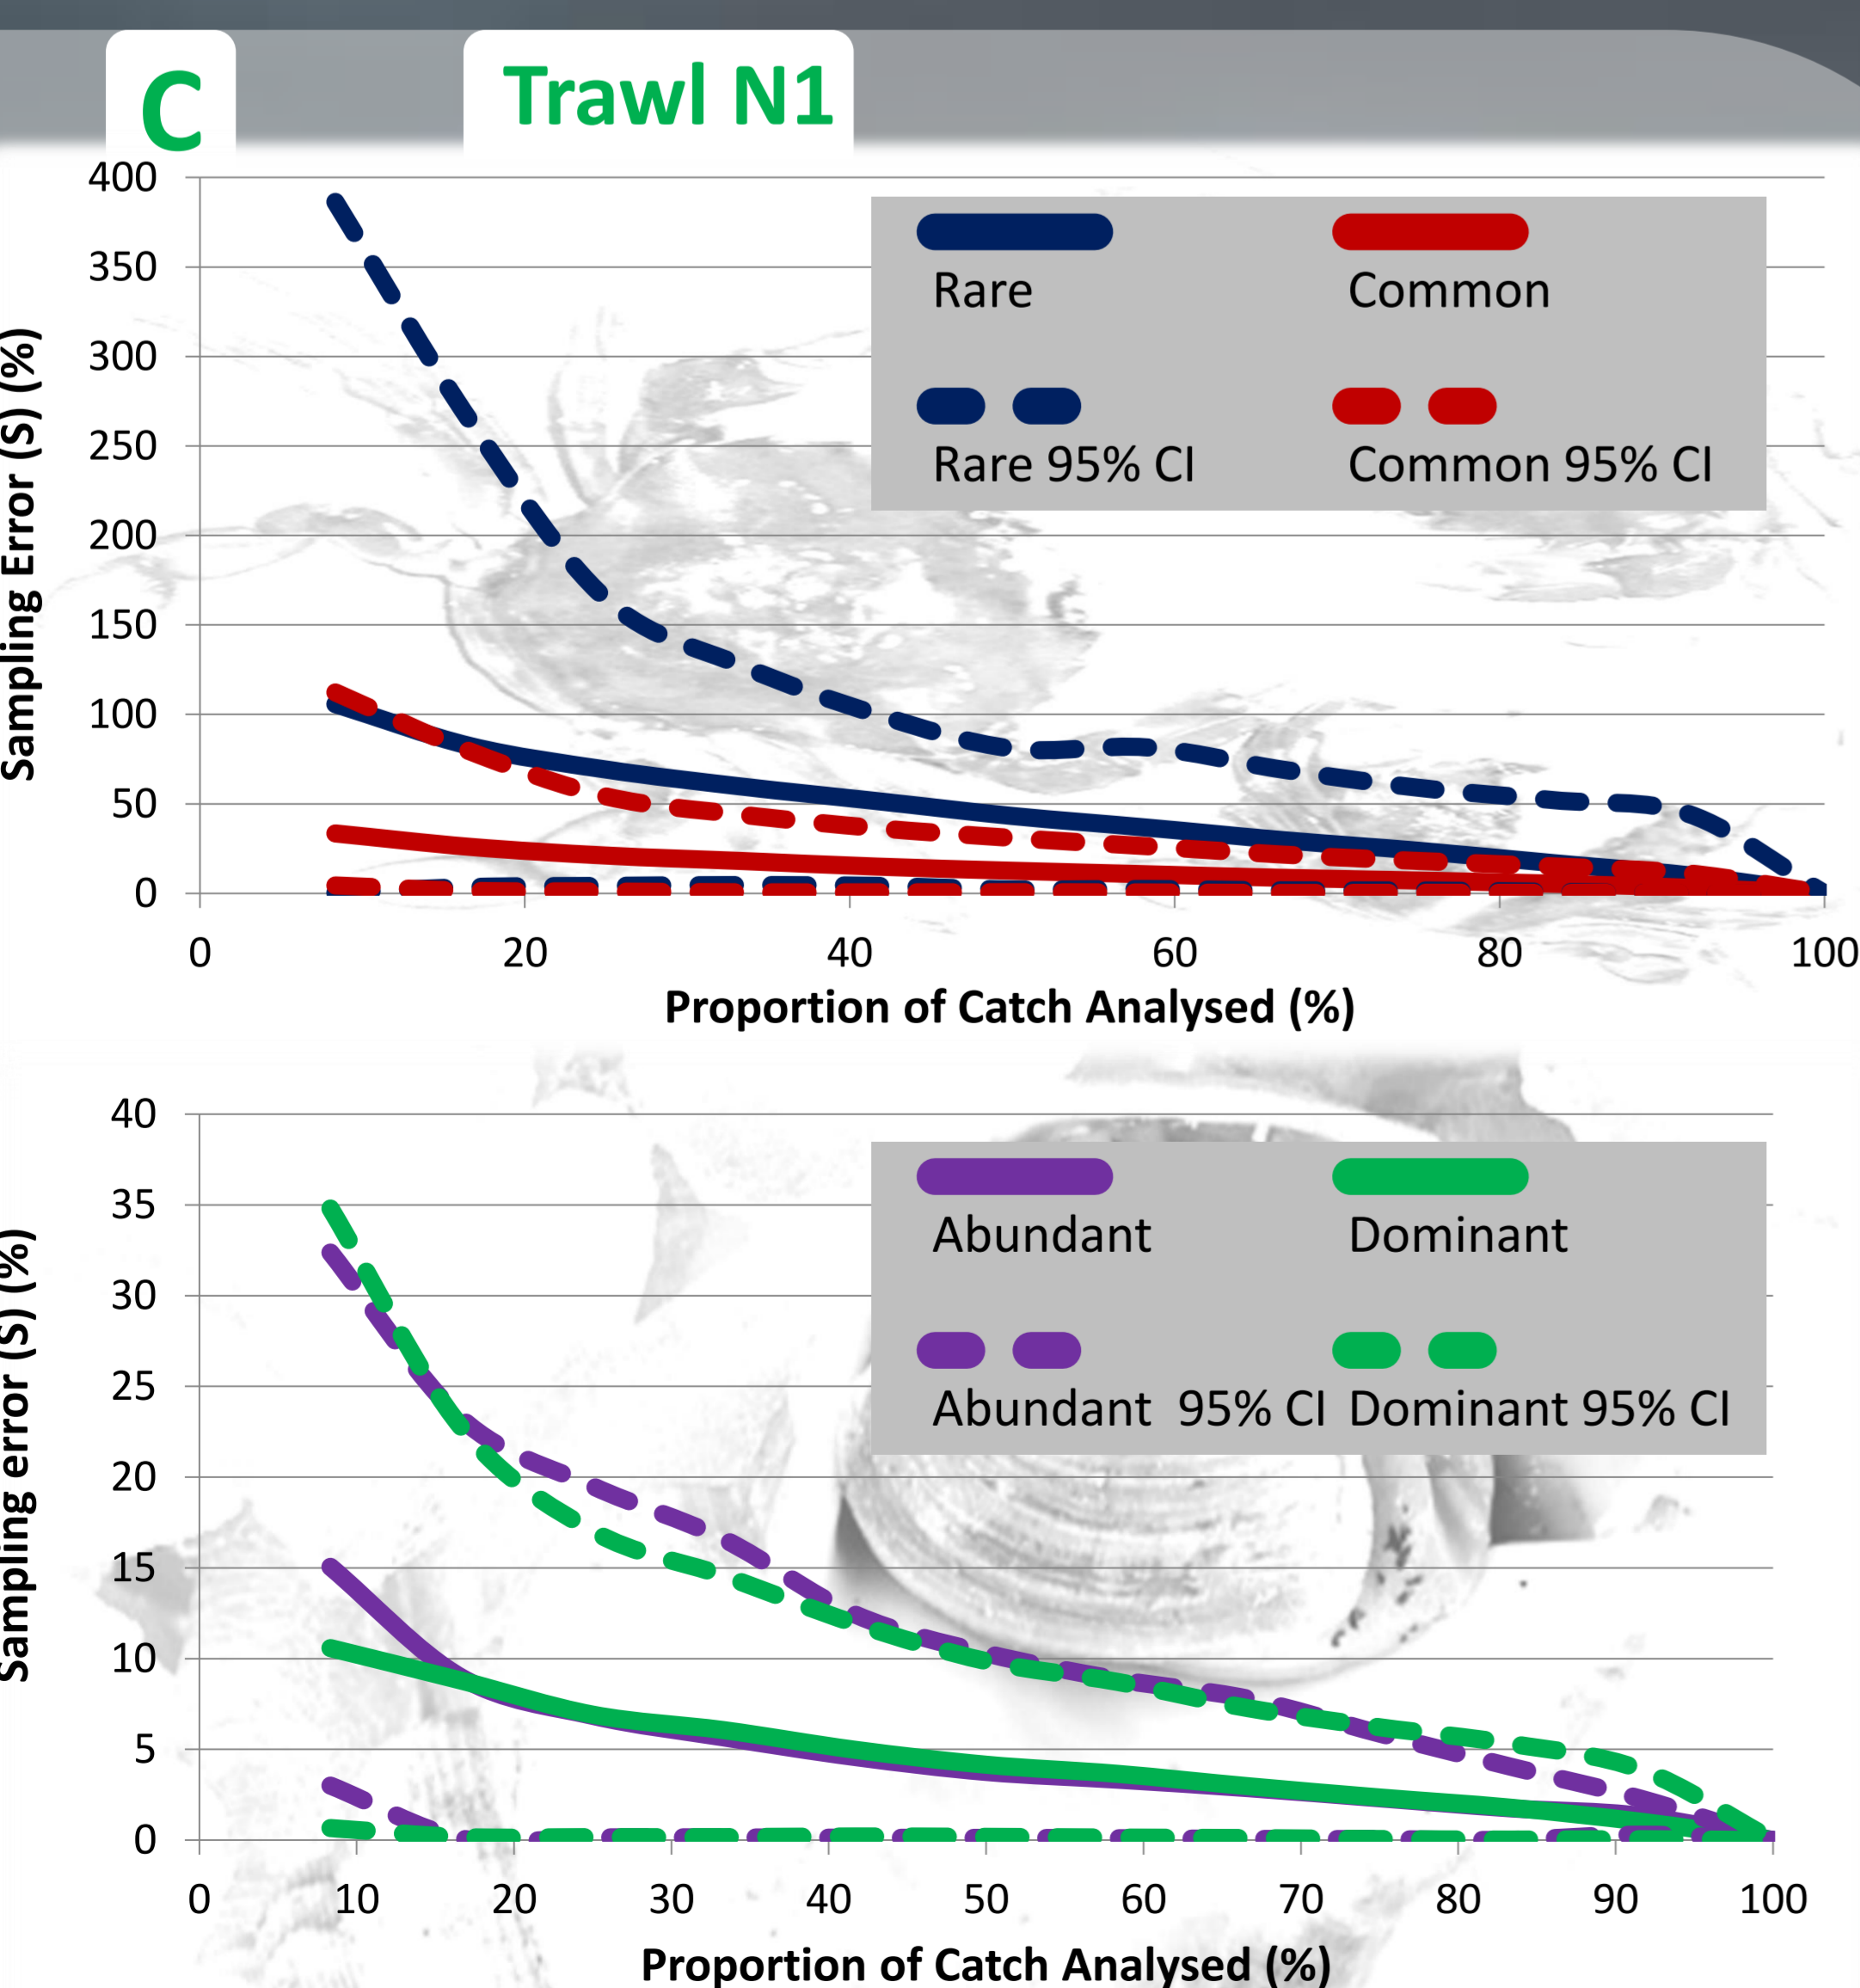 C
Trawl N1
400
350
300
250
200
150
100
50
0
Sampling Error (S) (%)
Rare
Common
Rare 95% CI
Common 95% CI
0 20 40 60 80 100
Proportion of Catch Analysed (%)
40
35
30
25
20
15
10
5
0
Sampling error (S) (%)
Abundant
Dominant
Abundant 95% CI
Dominant 95% CI
0 10 20 30 40 50 60 70 80 90 100
Proportion of Catch Analysed (%)